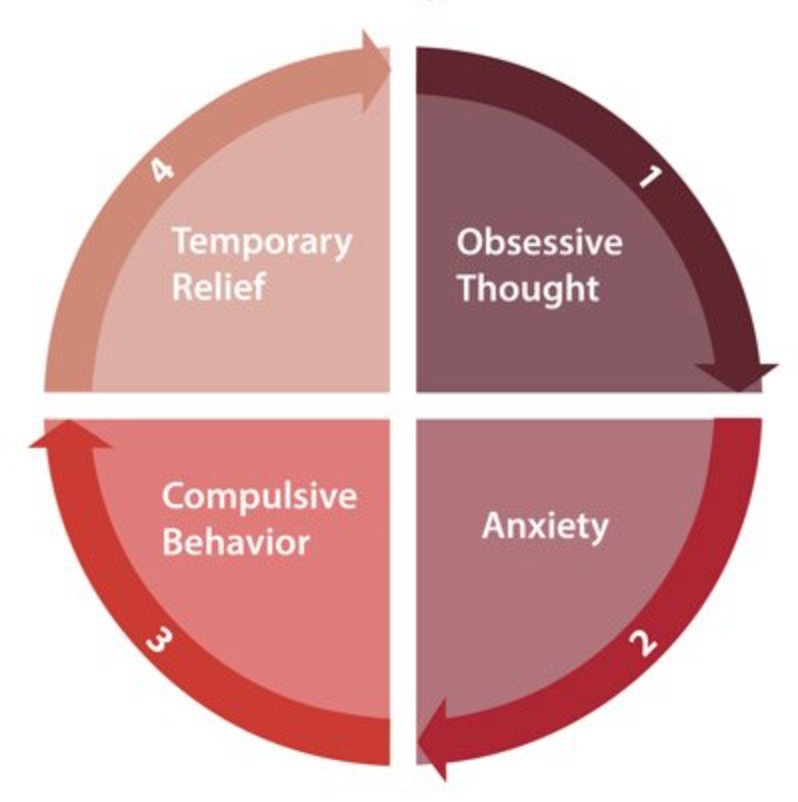 1
Obsessive
Thought
2
Anxiety
3
Compulsive
Behavior
4
Temporary
Relief